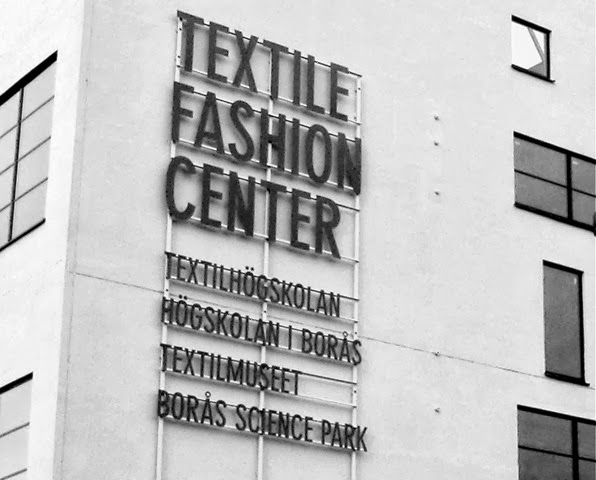 TEXTILE
FASHION
CENTER
TEXTILHÖGSKOLAN
HÖGSKOLAN I BORÅS
TEXTILMUSEET
BORÅS SCIENCE PARK